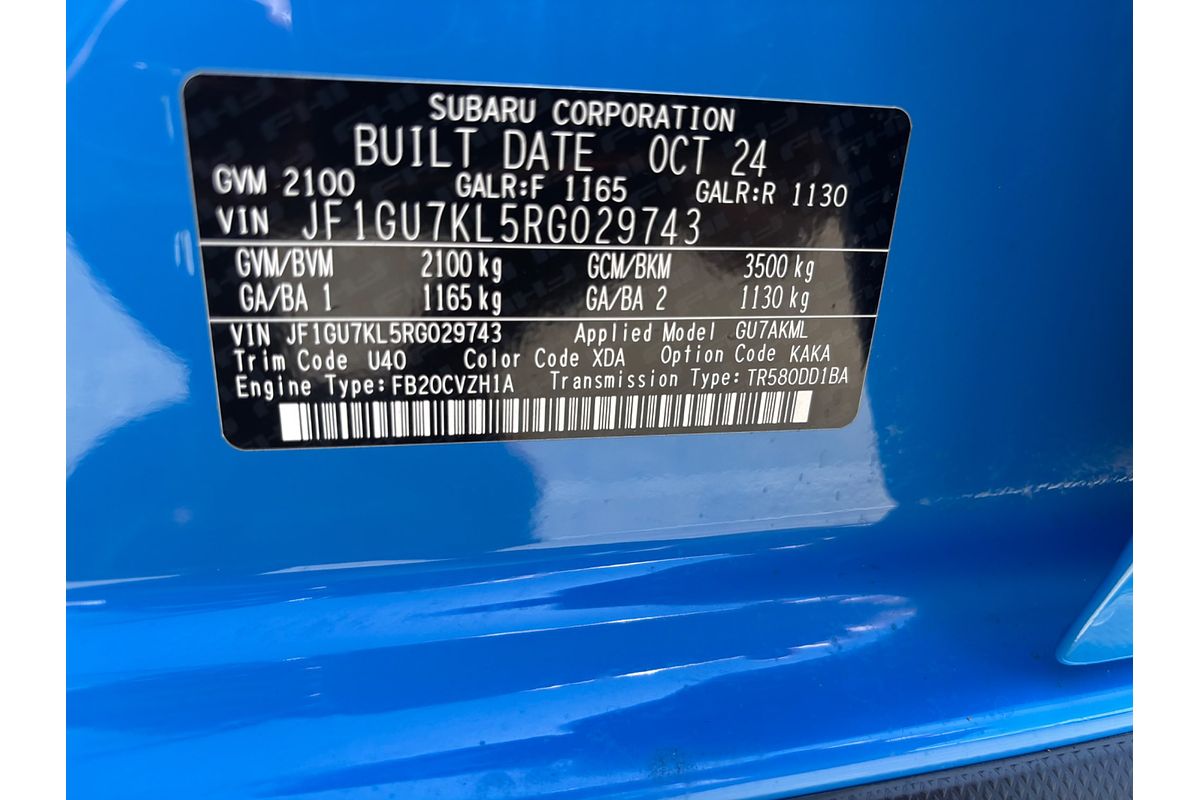 SUBARU CORPORATION
BUILT DATE OCT 24
GVM 2100 GALR:F 1165 GALR:R 1130
VIN JF1GU7KL5RG029743
GVM/BVM 2100 kg GCM/BKM 3500 kg
GA/BA 1 1165 kg GA/BA 2 1130 kg
VIN JF1GU7KL5RG029743 Applied Model GU7AKML
Trim Code U40 Color Code XDA Option Code KAKA
Engine Type: FB20CVZH1A Transmission Type: TR580DD1BA